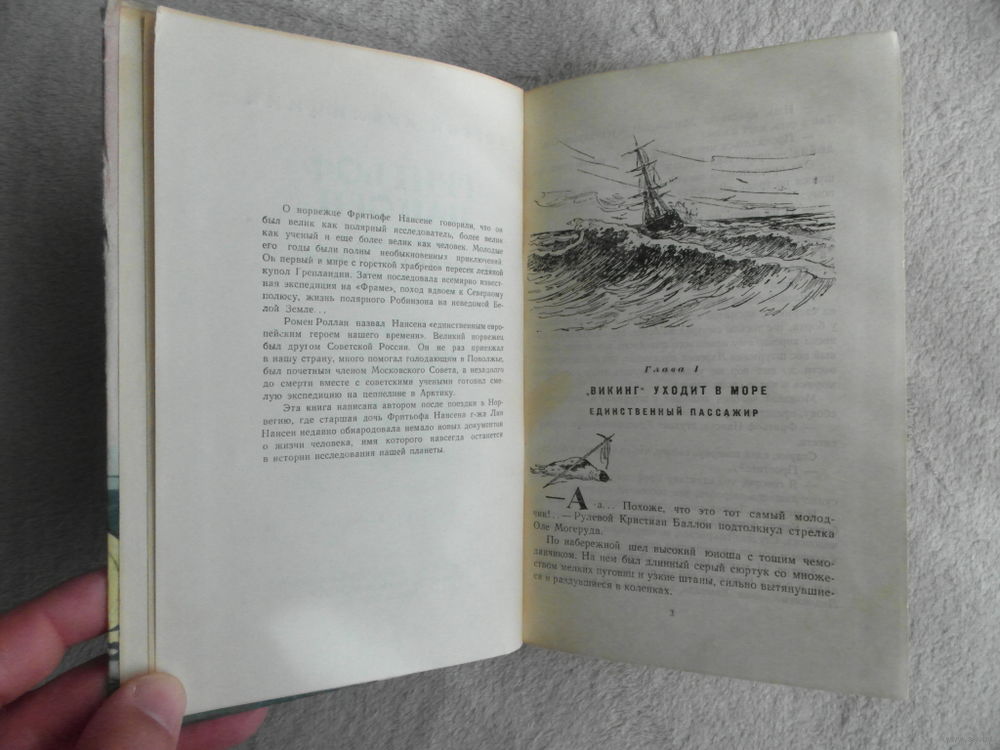 О норвежце Фритьофе Нансене говорили, что он
был велик как полярный исследователь, более велик
как ученый и еще более велик как человек. Молодые
его годы были полны необыкновенных приключений.
Он первый в мире с горсткой храбрецов пересек ледяной
купол Гренландии. Затем последовала всемирно извест-
ная экспедиция на «Фраме», поход вдвоем к Северному
полюсу, жизнь полярного Робинзона на неведомой Бе-
лой Земле...
Ромен Роллан назвал Нансена «единственным евро-
пейским героем нашего времени». Великий норвежец
был другом Советской России. Он не раз приезжал
в нашу страну, много помогал голодающим в Поволжье,
был почетным членом Московского Совета, а незадолго
до смерти вместе с советскими учеными готовил сме-
лую экспедицию на цеппелине в Арктику.
Эта книга написана автором после поездки в Нор-
вегию, где старшая дочь Фритьофа Нансена г-жа Лив
Нансен недавно обнародовала немало новых документов
о жизни человека, имя которого навсегда останется
в истории исследования нашей планеты.
Глава 1
„ВИКИНГ“ УХОДИТ В МОРЕ
ЕДИНСТВЕННЫЙ ПАССАЖИР
—А-а... Похоже, что это тот самый молод-
чик!.. — Рулевой Кристиан Баллон подтолкнул стрелка
Оле Могеруда.
По набережной шел высокий юноша с тощим чемо-
данчиком. На нем был длинный серый сюртук со множе-
ством мелких пуговиц и узкие штаны, сильно вытянувшие-
ся и раздувшиеся в коленках.
3